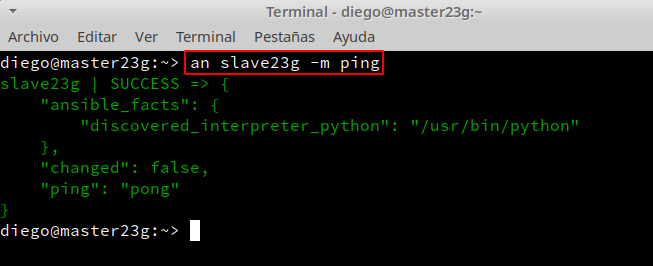 Terminal - diego@master23g:~
Archivo Editar Ver Terminal Pestañas Ayuda
diego@master23g:~> an slave23g -m ping
slave23g | SUCCESS => {
    "ansible_facts": {
        "discovered_interpreter_python": "/usr/bin/python"
    },
    "changed": false,
    "ping": "pong"
}
diego@master23g:~>